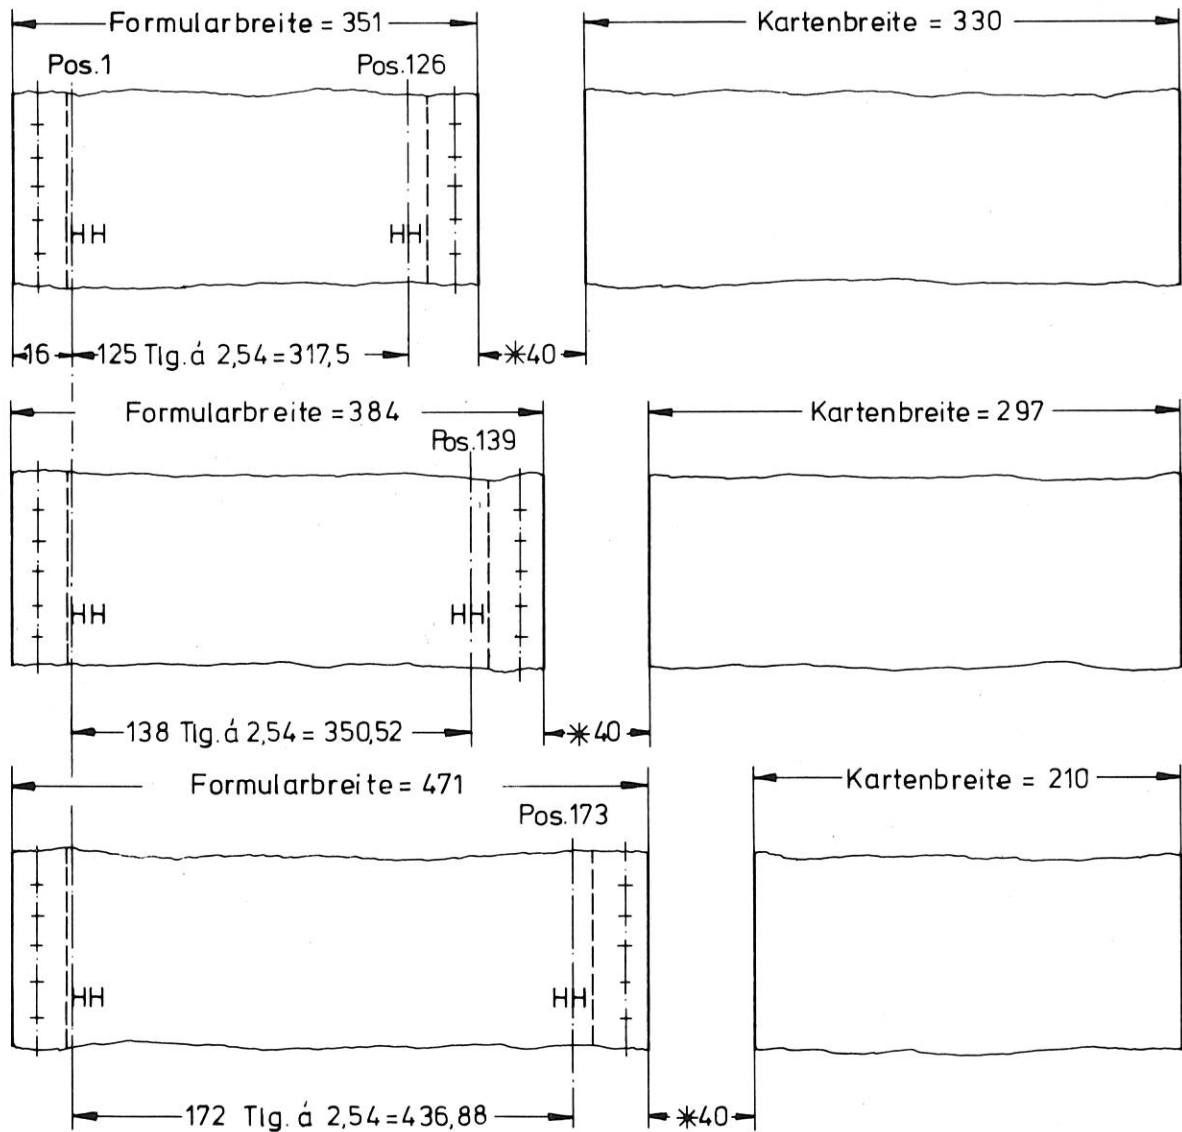 Formularbreite = 351
Kartenbreite = 330
Pos.1
Pos.126
HH
HH
16
125 Tlg. á 2,54 = 317,5
*40
Formularbreite = 384
Kartenbreite = 297
Pos.139
HH
HH
138 Tlg. á 2,54 = 350,52
*40
Formularbreite = 471
Kartenbreite = 210
Pos.173
HH
HH
172 Tlg. á 2,54 = 436,88
*40